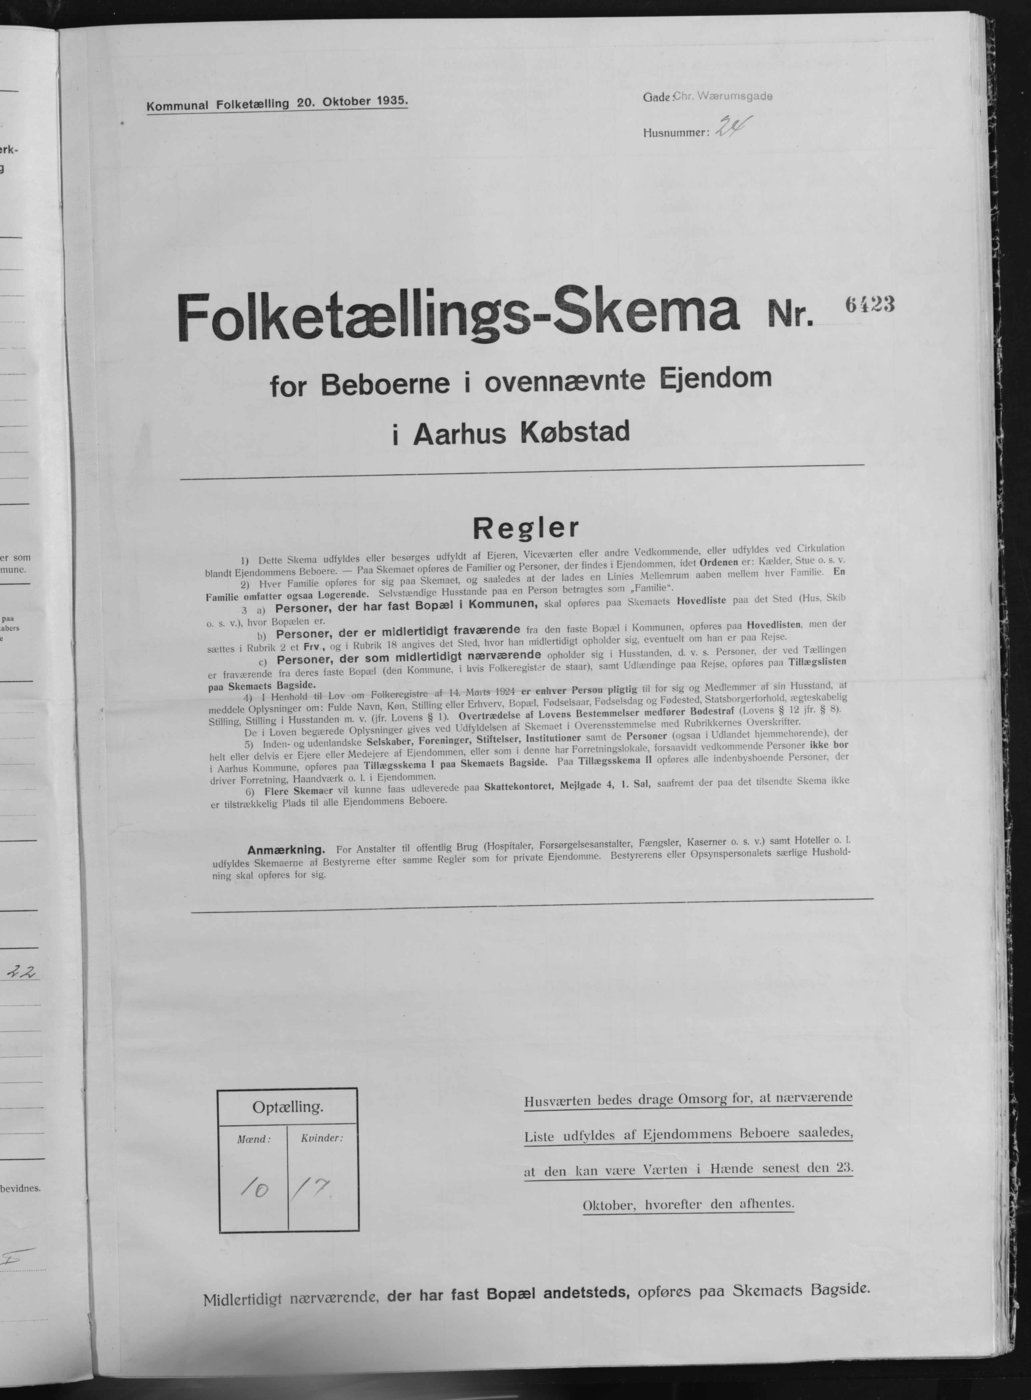 Kommunal Folketælling 20. Oktober 1935.
Gade: Chr. Wærumsgade
Husnummer: 24
Folketællings-Skema Nr. 6423
for Beboerne i ovennævnte Ejendom
i Aarhus Købstad
Regler
1) Dette Skema udfyldes eller besørges udfyldt af Ejeren, Viceværten eller andre Vedkommende, eller udfyldes ved Cirkulation
blandt Ejendommens Beboere. — Paa Skemaet opføres de Familier og Personer, der findes i Ejendommen, idet Ordenen er: Kælder, Stue o. s. v.
2) Hver Familie opføres for sig paa Skemaet, og saaledes at der lades en Linies Mellemrum aaben mellem hver Familie. En
Familie omfatter ogsaa Logerende. Selvstændige Husstande paa en Person betragtes som „Familie“.
3 a) Personer, der har fast Bopæl i Kommunen, skal opføres paa Skemaets Hovedliste paa det Sted (Hus, Skib
o. s. v.), hvor Bopælen er.
b) Personer, der er midlertidigt fraværende fra den faste Bopæl i Kommunen, opføres paa Hovedlisten, men der
sættes i Rubrik 2 et Frv., og i Rubrik 18 angives det Sted, hvor han midlertidigt opholder sig, eventuelt om han er paa Rejse.
c) Personer, der som midlertidigt nærværende opholder sig i Husstanden, d. v. s. Personer, der ved Tællingen
er fraværende fra deres faste Bopæl (den Kommune, i hvis Folkeregister de staar), samt Udlændinge paa Rejse, opføres paa Tillægslisten
paa Skemaets Bagside.
4) I Henhold til Lov om Folkeregistre af 14. Marts 1924 er enhver Person pligtig til for sig og Medlemmer af sin Husstand, at
meddele Oplysninger om: Fulde Navn, Køn, Stilling eller Erhverv, Bopæl, Fødselsaar, Fødselsdag og Fødested, Statsborgerforhold, ægteskabelig
Stilling, Stilling i Husstanden m. v. (jfr. Lovens § 1). Overtrædelse af Lovens Bestemmelser medfører Bødestraf (Lovens § 12 jfr. § 8).
De i Loven begærede Oplysninger gives ved Udfyldelsen af Skemaet i Overensstemmelse med Rubrikkernes Overskrifter.
5) Inden- og udenlandske Selskaber, Foreninger, Stiftelser, Institutioner samt de Personer (ogsaa i Udlandet hjemmehørende), der
helt eller delvis er Ejere eller Medejere af Ejendommen, eller som i denne har Forretningslokale, forsaavidt vedkommende Personer ikke bor
i Aarhus Kommune, opføres paa Tillægsskema I paa Skemaets Bagside. Paa Tillægsskema II opføres alle indenbyshoende Personer, der
driver Forretning, Haandværk o. l. i Ejendommen.
6) Flere Skemaer vil kunne faas udleverede paa Skattekontoret, Mejlgade 4, 1. Sal, saafremt der paa det tilsendte Skema ikke
er tilstrækkelig Plads til alle Ejendommens Beboere.
Anmærkning. For Anstalter til offentlig Brug (Hospitaler, Forsørgelsesanstalter, Fængsler, Kaserner o. s. v.) samt Hoteller o. l.
udfyldes Skemaerne af Bestyrerne efter samme Regler som for private Ejendomme. Bestyrerens eller Opsynspersonalets særlige Hushold-
ning skal opføres for sig.
Optælling.
Mænd: Kvinder:
10 17
Husværten bedes drage Omsorg for, at nærværende
Liste udfyldes af Ejendommens Beboere saaledes,
at den kan være Værten i Hænde senest den 23.
Oktober, hvorefter den afhentes.
Midlertidigt nærværende, der har fast Bopæl andetsteds, opføres paa Skemaets Bagside.
er som
mune.
paa
22
bevidnes.